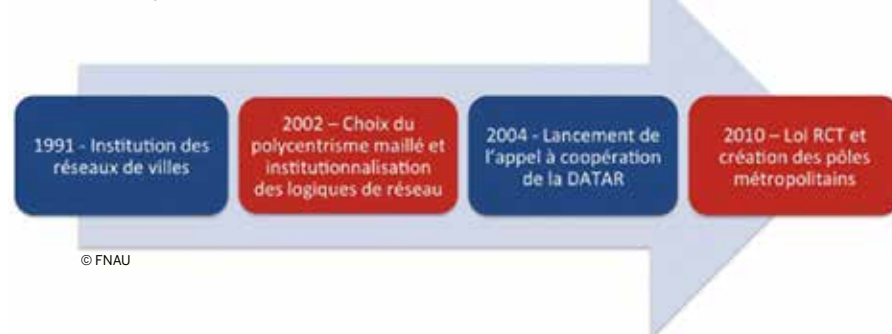 1991 - Institution des
réseaux de villes
2002 – Choix du
polycentrisme maillé et
institutionnalisation
des logiques de réseau
2004 - Lancement de
l'appel à coopération
de la DATAR
2010 – Loi RCT et
création des pôles
métropolitains
© FNAU